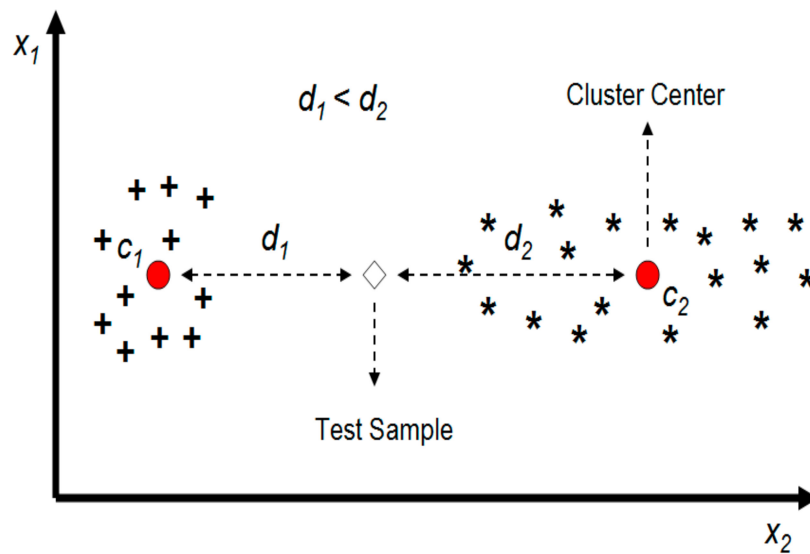 x₁
d₁ < d₂
Cluster Center
c₁
d₁
d₂
c₂
Test Sample
x₂